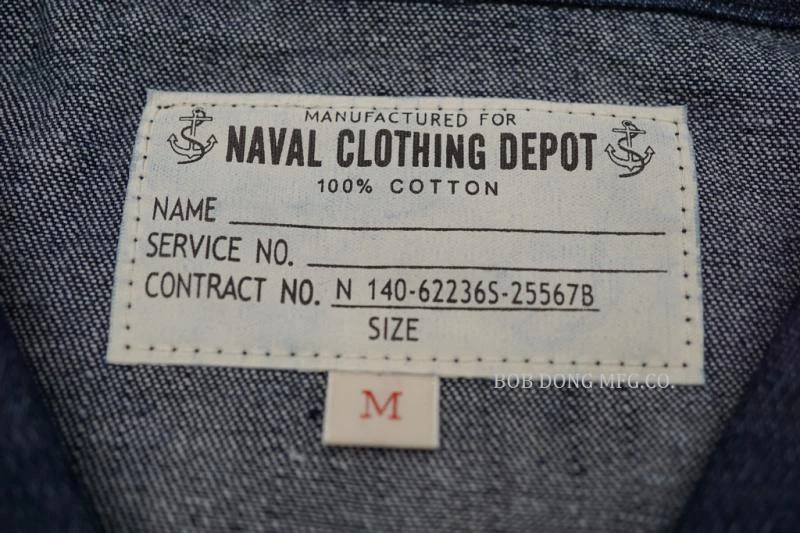 MANUFACTURED FOR
NAVAL CLOTHING DEPOT
100% COTTON
NAME
SERVICE NO.
CONTRACT NO. N 140-62236S-25567B
SIZE
M
BOB DONG MFG.CO.